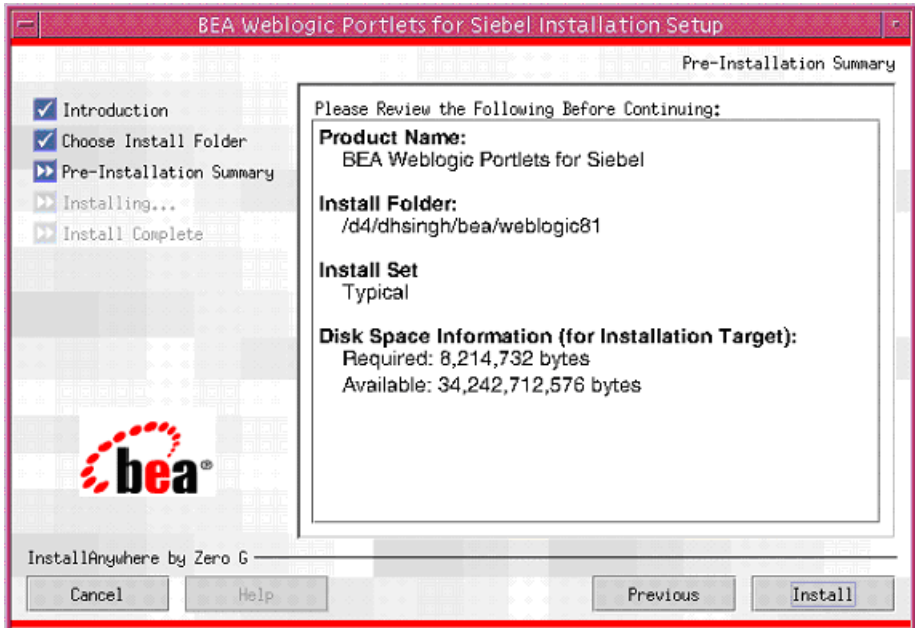 BEA Weblogic Portlets for Siebel Installation Setup
Pre-Installation Summary
Introduction
Choose Install Folder
Pre-Installation Summary
Installing...
Install Complete
Please Review the Following Before Continuing:
Product Name:
BEA Weblogic Portlets for Siebel
Install Folder:
/d4/dhsingh/bea/weblogic81
Install Set
Typical
Disk Space Information (for Installation Target):
Required: 8,214,732 bytes
Available: 34,242,712,576 bytes
bea®
InstallAnywhere by Zero G
Cancel
Help
Previous
Install